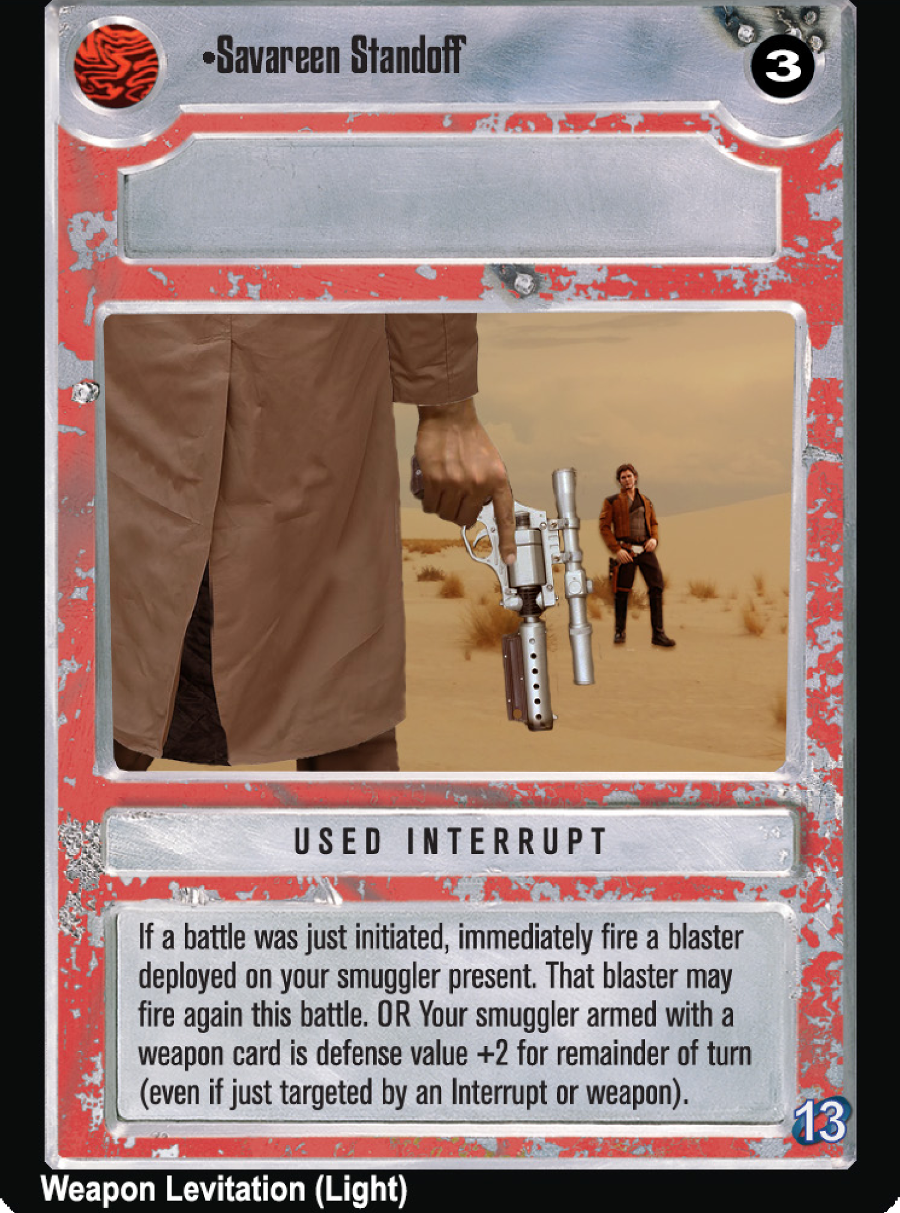 •Savareen Standoff
3
USED INTERRUPT
If a battle was just initiated, immediately fire a blaster
deployed on your smuggler present. That blaster may
fire again this battle. OR Your smuggler armed with a
weapon card is defense value +2 for remainder of turn
(even if just targeted by an Interrupt or weapon).
13
Weapon Levitation (Light)